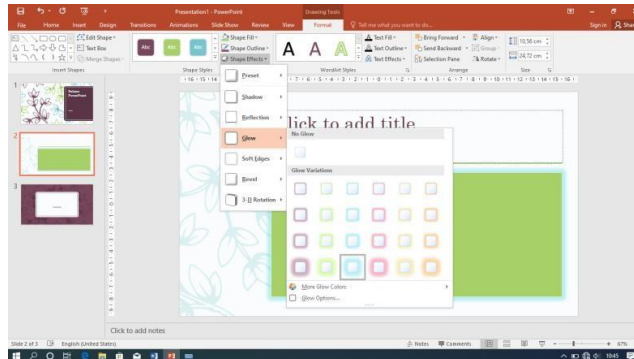 Presentation1 - PowerPoint
Drawing Tools
File Home Insert Design Transitions Animations Slide Show Review View Format Tell me what you want to do... Sign in Shar
Edit Shape
Text Box
Merge Shapes
Insert Shapes
Abc Abc Abc
Shape Fill
Shape Outline
Shape Effects
Shape Styles
A A A
Text Fill
Text Outline
Text Effects
WordArt Styles
Bring Forward
Send Backward
Selection Pane
Align
Group
Rotate
Arrange
10,56 cm
24,72 cm
Size
Preset
Shadow
Reflection
Glow
Soft Edges
Bevel
3-D Rotation
No Glow
Glow Variations
More Glow Colors
Glow Options...
lick to add title
1
2
3
Click to add notes
Slide 2 of 3 English (United States) Notes Comments 67%
1045